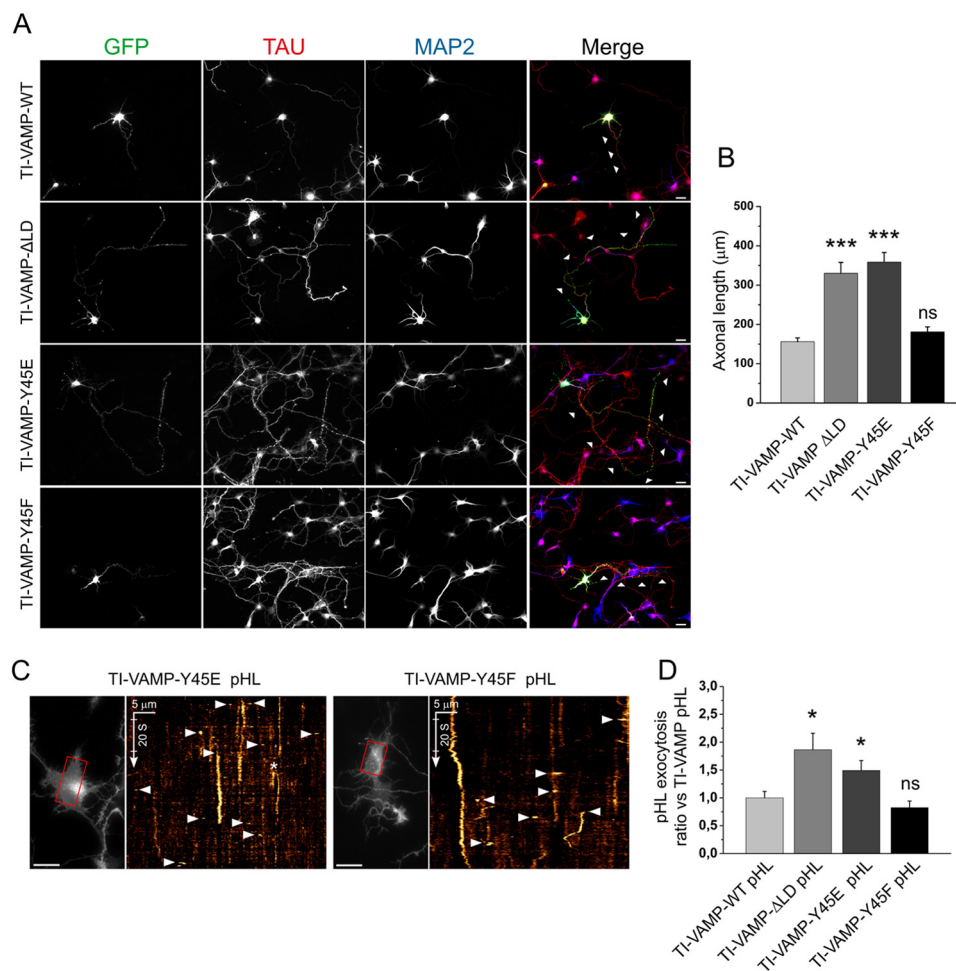 A
GFP TAU MAP2 Merge
TI-VAMP-WT
TI-VAMP-ΔLD
TI-VAMP-Y45E
TI-VAMP-Y45F
B
Axonal length (μm)
500
400
300
200
100
0
***
***
ns
TI-VAMP-WT
TI-VAMP ΔLD
TI-VAMP-Y45E
TI-VAMP-Y45F
C
TI-VAMP-Y45E pHL
5 μm
20 S
*
TI-VAMP-Y45F pHL
5 μm
20 S
D
pHL exocytosis
ratio vs TI-VAMP pHL
3,0
2,5
2,0
1,5
1,0
0,5
0,0
*
*
ns
TI-VAMP-WT pHL
TI-VAMP-ΔLD pHL
TI-VAMP-Y45E pHL
TI-VAMP-Y45F pHL